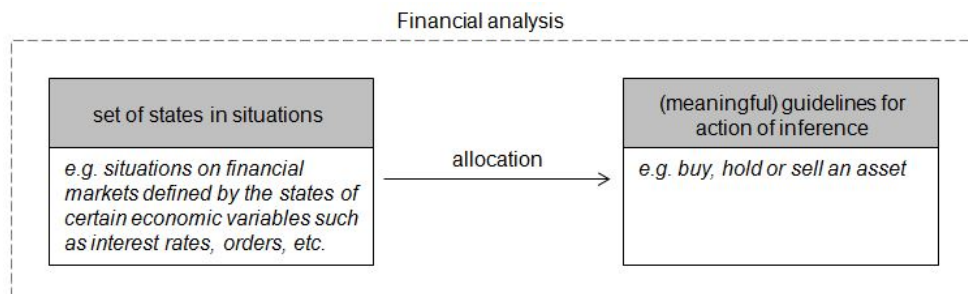 Financial analysis
set of states in situations
e.g. situations on financial
markets defined by the states of
certain economic variables such
as interest rates, orders, etc.
allocation
(meaningful) guidelines for
action of inference
e.g. buy, hold or sell an asset